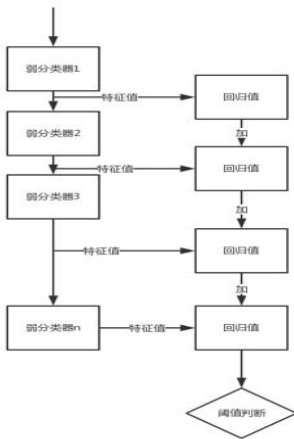 弱分类器1
特征值
回归值
加
弱分类器2
特征值
回归值
弱分类器3
加
特征值
回归值
加
弱分类器n
特征值
回归值
阈值判断